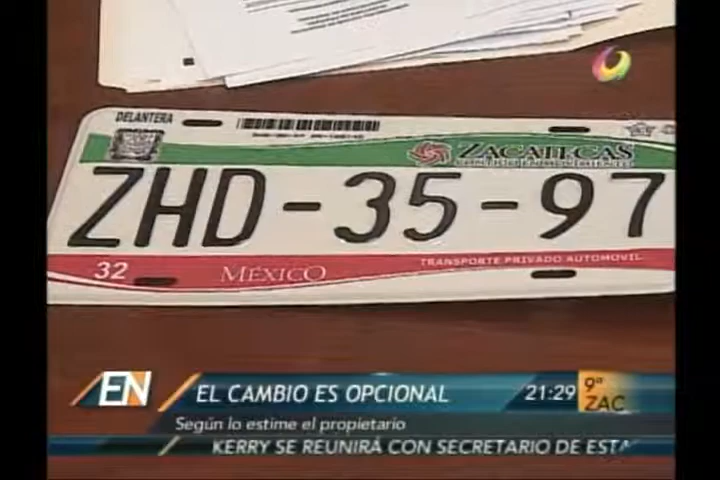 DELANTERA
ZACATECAS
ZHD-35-97
32 MÉXICO TRANSPORTE PRIVADO AUTOMOVIL
EN EL CAMBIO ES OPCIONAL 21:29 9° ZAC
Según lo estime el propietario
KERRY SE REUNIRÁ CON SECRETARIO DE ESTA